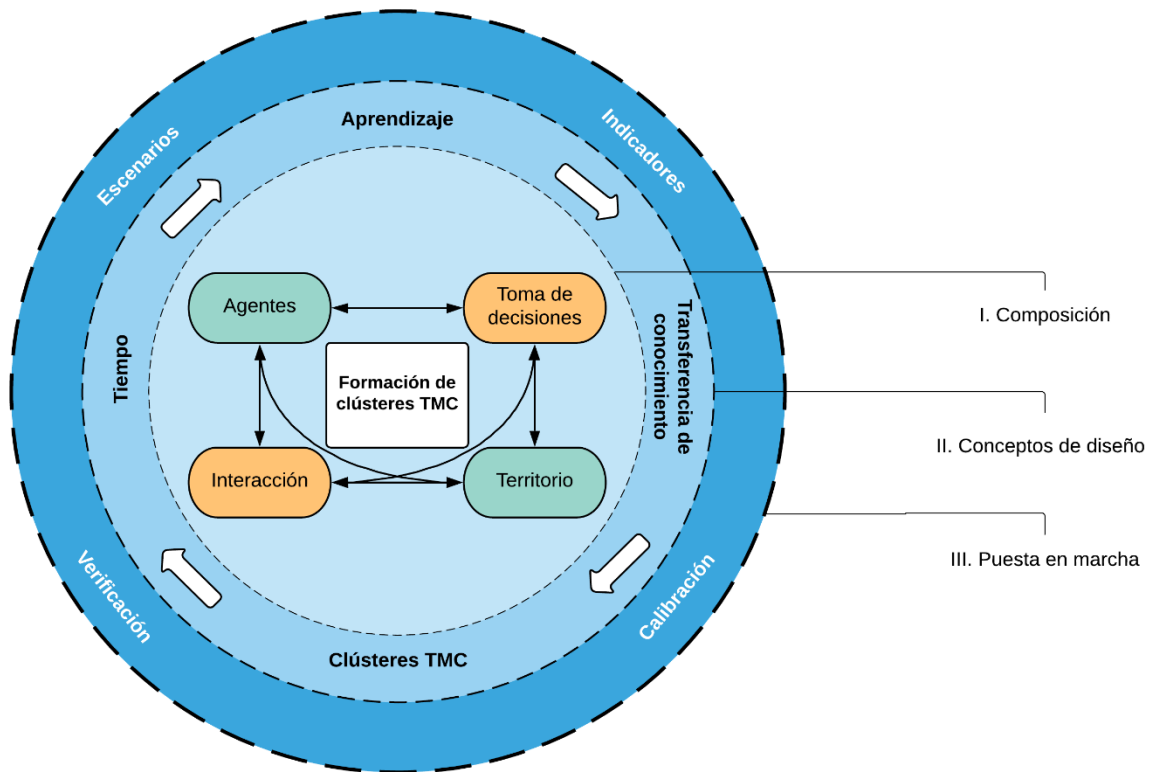 Aprendizaje
Escenarios
Indicadores
Agentes
Toma de
decisiones
Transferencia de
conocimiento
I. Composición
Tiempo
Formación de
clústeres TMC
II. Conceptos de diseño
Interacción
Territorio
III. Puesta en marcha
Verificación
Calibración
Clústeres TMC